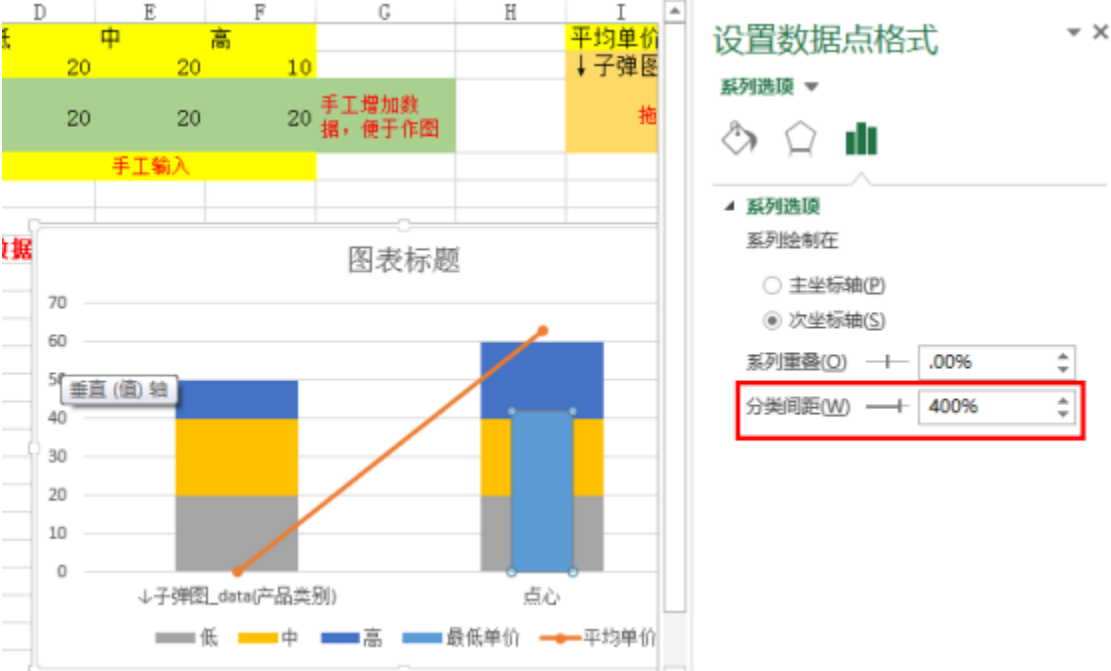 D E F G H I
低 中 高 平均单价
20 20 10 ↓子弹图
20 20 20 手工增加数
据，便于作图 拖
手工输入
数据
图表标题
70
60
50
垂直 (值) 轴
40
30
20
10
0
↓子弹图_data(产品类别) 点心
低 中 高 最低单价 平均单价
设置数据点格式
系列选项
系列选项
系列绘制在
主坐标轴(P)
次坐标轴(S)
系列重叠(O) .00%
分类间距(W) 400%